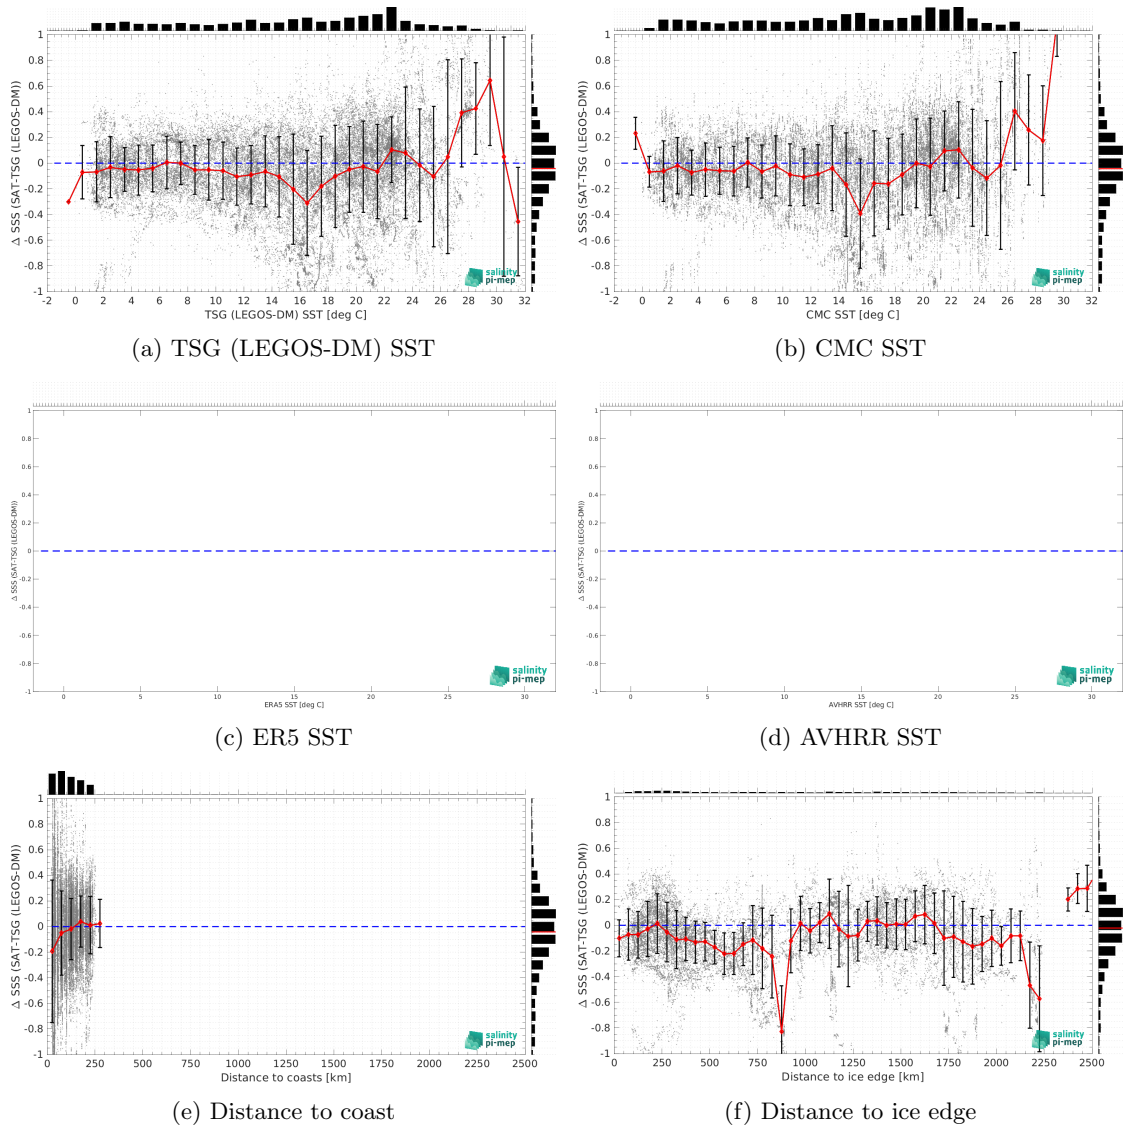 1
0.8
0.6
0.4
0.2
0
-0.2
-0.4
-0.6
-0.8
-1
Δ SSS (SAT-TSG (LEGOS-DM))
-2 0 2 4 6 8 10 12 14 16 18 20 22 24 26 28 30 32
TSG (LEGOS-DM) SST [deg C]
salinity
pi-mep
(a) TSG (LEGOS-DM) SST
1
0.8
0.6
0.4
0.2
0
-0.2
-0.4
-0.6
-0.8
-1
Δ SSS (SAT-TSG (LEGOS-DM))
-2 0 2 4 6 8 10 12 14 16 18 20 22 24 26 28 30 32
CMC SST [deg C]
salinity
pi-mep
(b) CMC SST
1
0.8
0.6
0.4
0.2
0
-0.2
-0.4
-0.6
-0.8
-1
Δ SSS (SAT-TSG (LEGOS-DM))
0 5 10 15 20 25 30
ERA5 SST [deg C]
salinity
pi-mep
(c) ER5 SST
1
0.8
0.6
0.4
0.2
0
-0.2
-0.4
-0.6
-0.8
-1
Δ SSS (SAT-TSG (LEGOS-DM))
0 5 10 15 20 25 30
AVHRR SST [deg C]
salinity
pi-mep
(d) AVHRR SST
1
0.8
0.6
0.4
0.2
0
-0.2
-0.4
-0.6
-0.8
-1
Δ SSS (SAT-TSG (LEGOS-DM))
0 250 500 750 1000 1250 1500 1750 2000 2250 2500
Distance to coasts [km]
salinity
pi-mep
(e) Distance to coast
1
0.8
0.6
0.4
0.2
0
-0.2
-0.4
-0.6
-0.8
-1
Δ SSS (SAT-TSG (LEGOS-DM))
0 250 500 750 1000 1250 1500 1750 2000 2250 2500
Distance to ice edge [km]
salinity
pi-mep
(f) Distance to ice edge